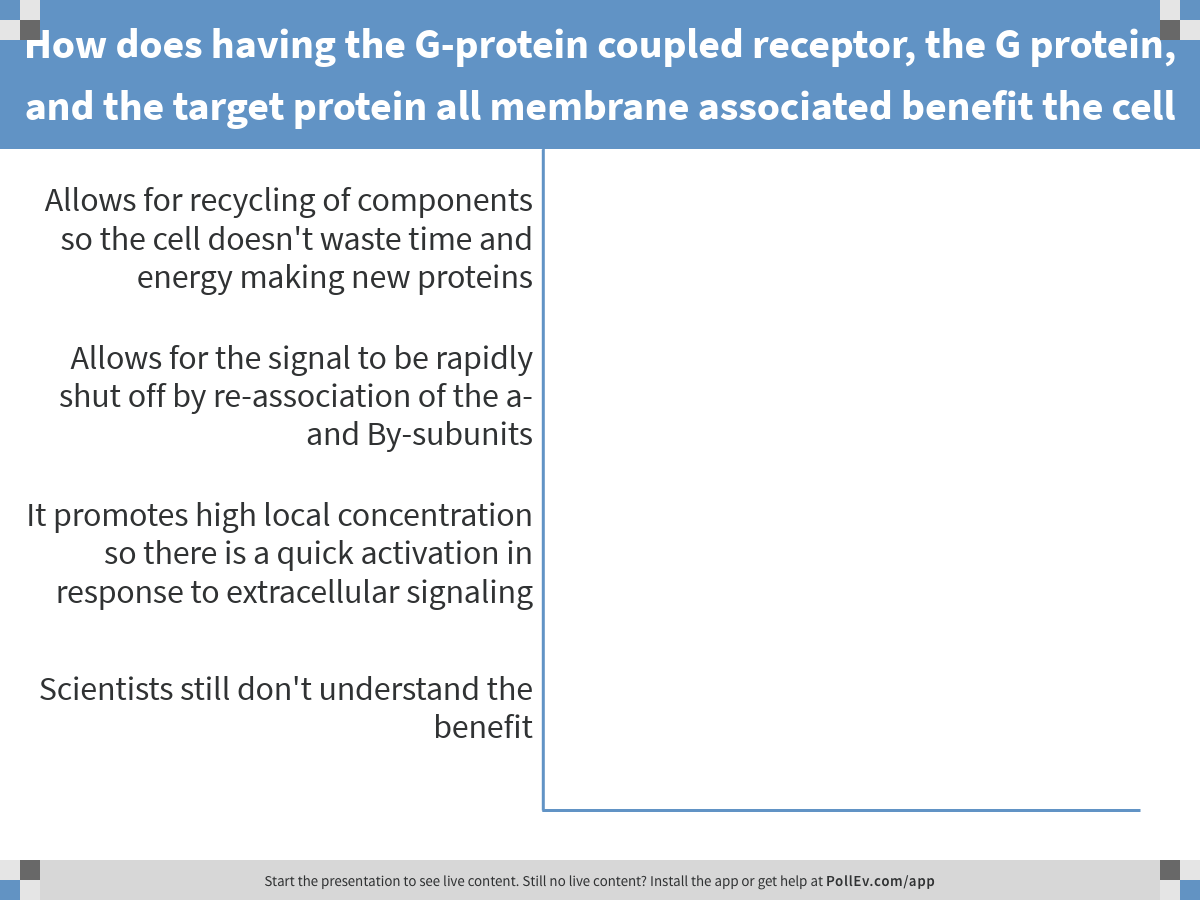 How does having the G-protein coupled receptor, the G protein,
and the target protein all membrane associated benefit the cell
Allows for recycling of components
so the cell doesn't waste time and
energy making new proteins
Allows for the signal to be rapidly
shut off by re-association of the a-
and By-subunits
It promotes high local concentration
so there is a quick activation in
response to extracellular signaling
Scientists still don't understand the
benefit
Start the presentation to see live content. Still no live content? Install the app or get help at PollEv.com/app